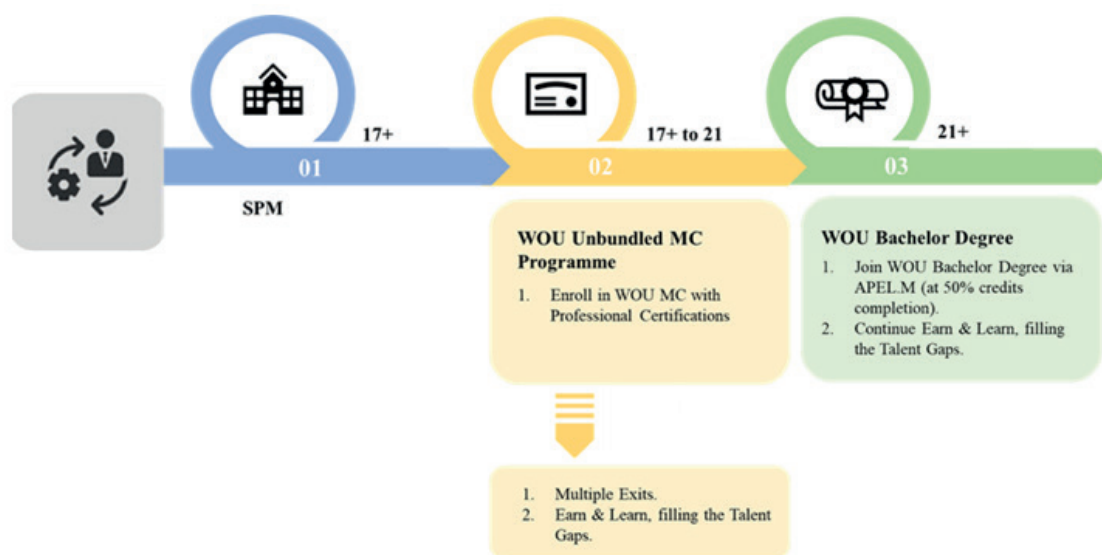 17+
01
SPM
17+ to 21
02
WOU Unbundled MC
Programme
1. Enroll in WOU MC with
Professional Certifications
1. Multiple Exits.
2. Earn & Learn, filling the Talent
Gaps.
21+
03
WOU Bachelor Degree
1. Join WOU Bachelor Degree via
APEL.M (at 50% credits
completion).
2. Continue Earn & Learn, filling
the Talent Gaps.